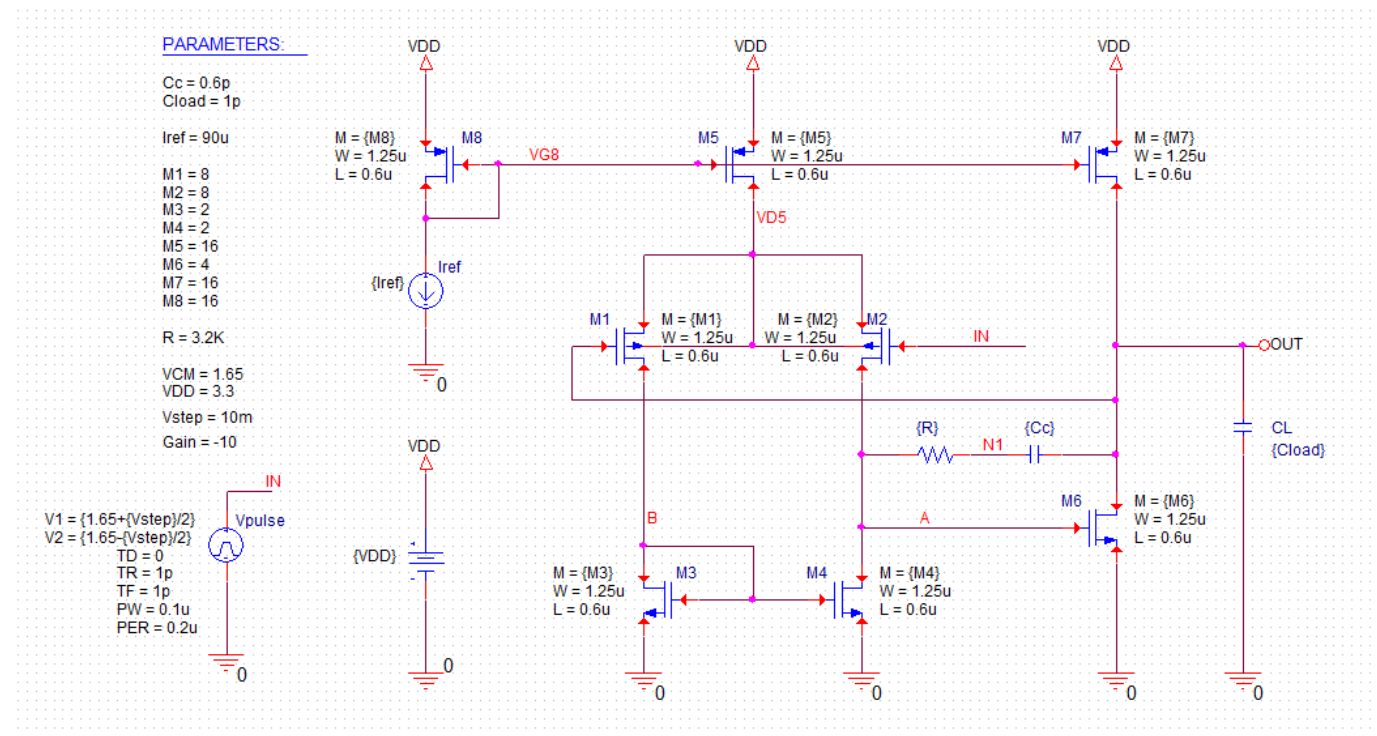 PARAMETERS:
Cc = 0.6p
Cload = 1p
Iref = 90u
M1 = 8
M2 = 8
M3 = 2
M4 = 2
M5 = 16
M6 = 4
M7 = 16
M8 = 16
R = 3.2K
VCM = 1.65
VDD = 3.3
Vstep = 10m
Gain = -10
VDD
VDD
VDD
M = {M8}
W = 1.25u
L = 0.6u
M8
VG8
M5
M = {M5}
W = 1.25u
L = 0.6u
M7
M = {M7}
W = 1.25u
L = 0.6u
VD5
{Iref}
Iref
0
M1
M = {M1}
W = 1.25u
L = 0.6u
M = {M2}
W = 1.25u
L = 0.6u
M2
IN
OUT
{R}
N1
{Cc}
CL
{Cload}
VDD
{VDD}
0
IN
V1 = {1.65+{Vstep}/2}
V2 = {1.65-{Vstep}/2}
TD = 0
TR = 1p
TF = 1p
PW = 0.1u
PER = 0.2u
Vpulse
0
B
A
M6
M = {M6}
W = 1.25u
L = 0.6u
M = {M3}
W = 1.25u
L = 0.6u
M3
M4
M = {M4}
W = 1.25u
L = 0.6u
0
0
0
0